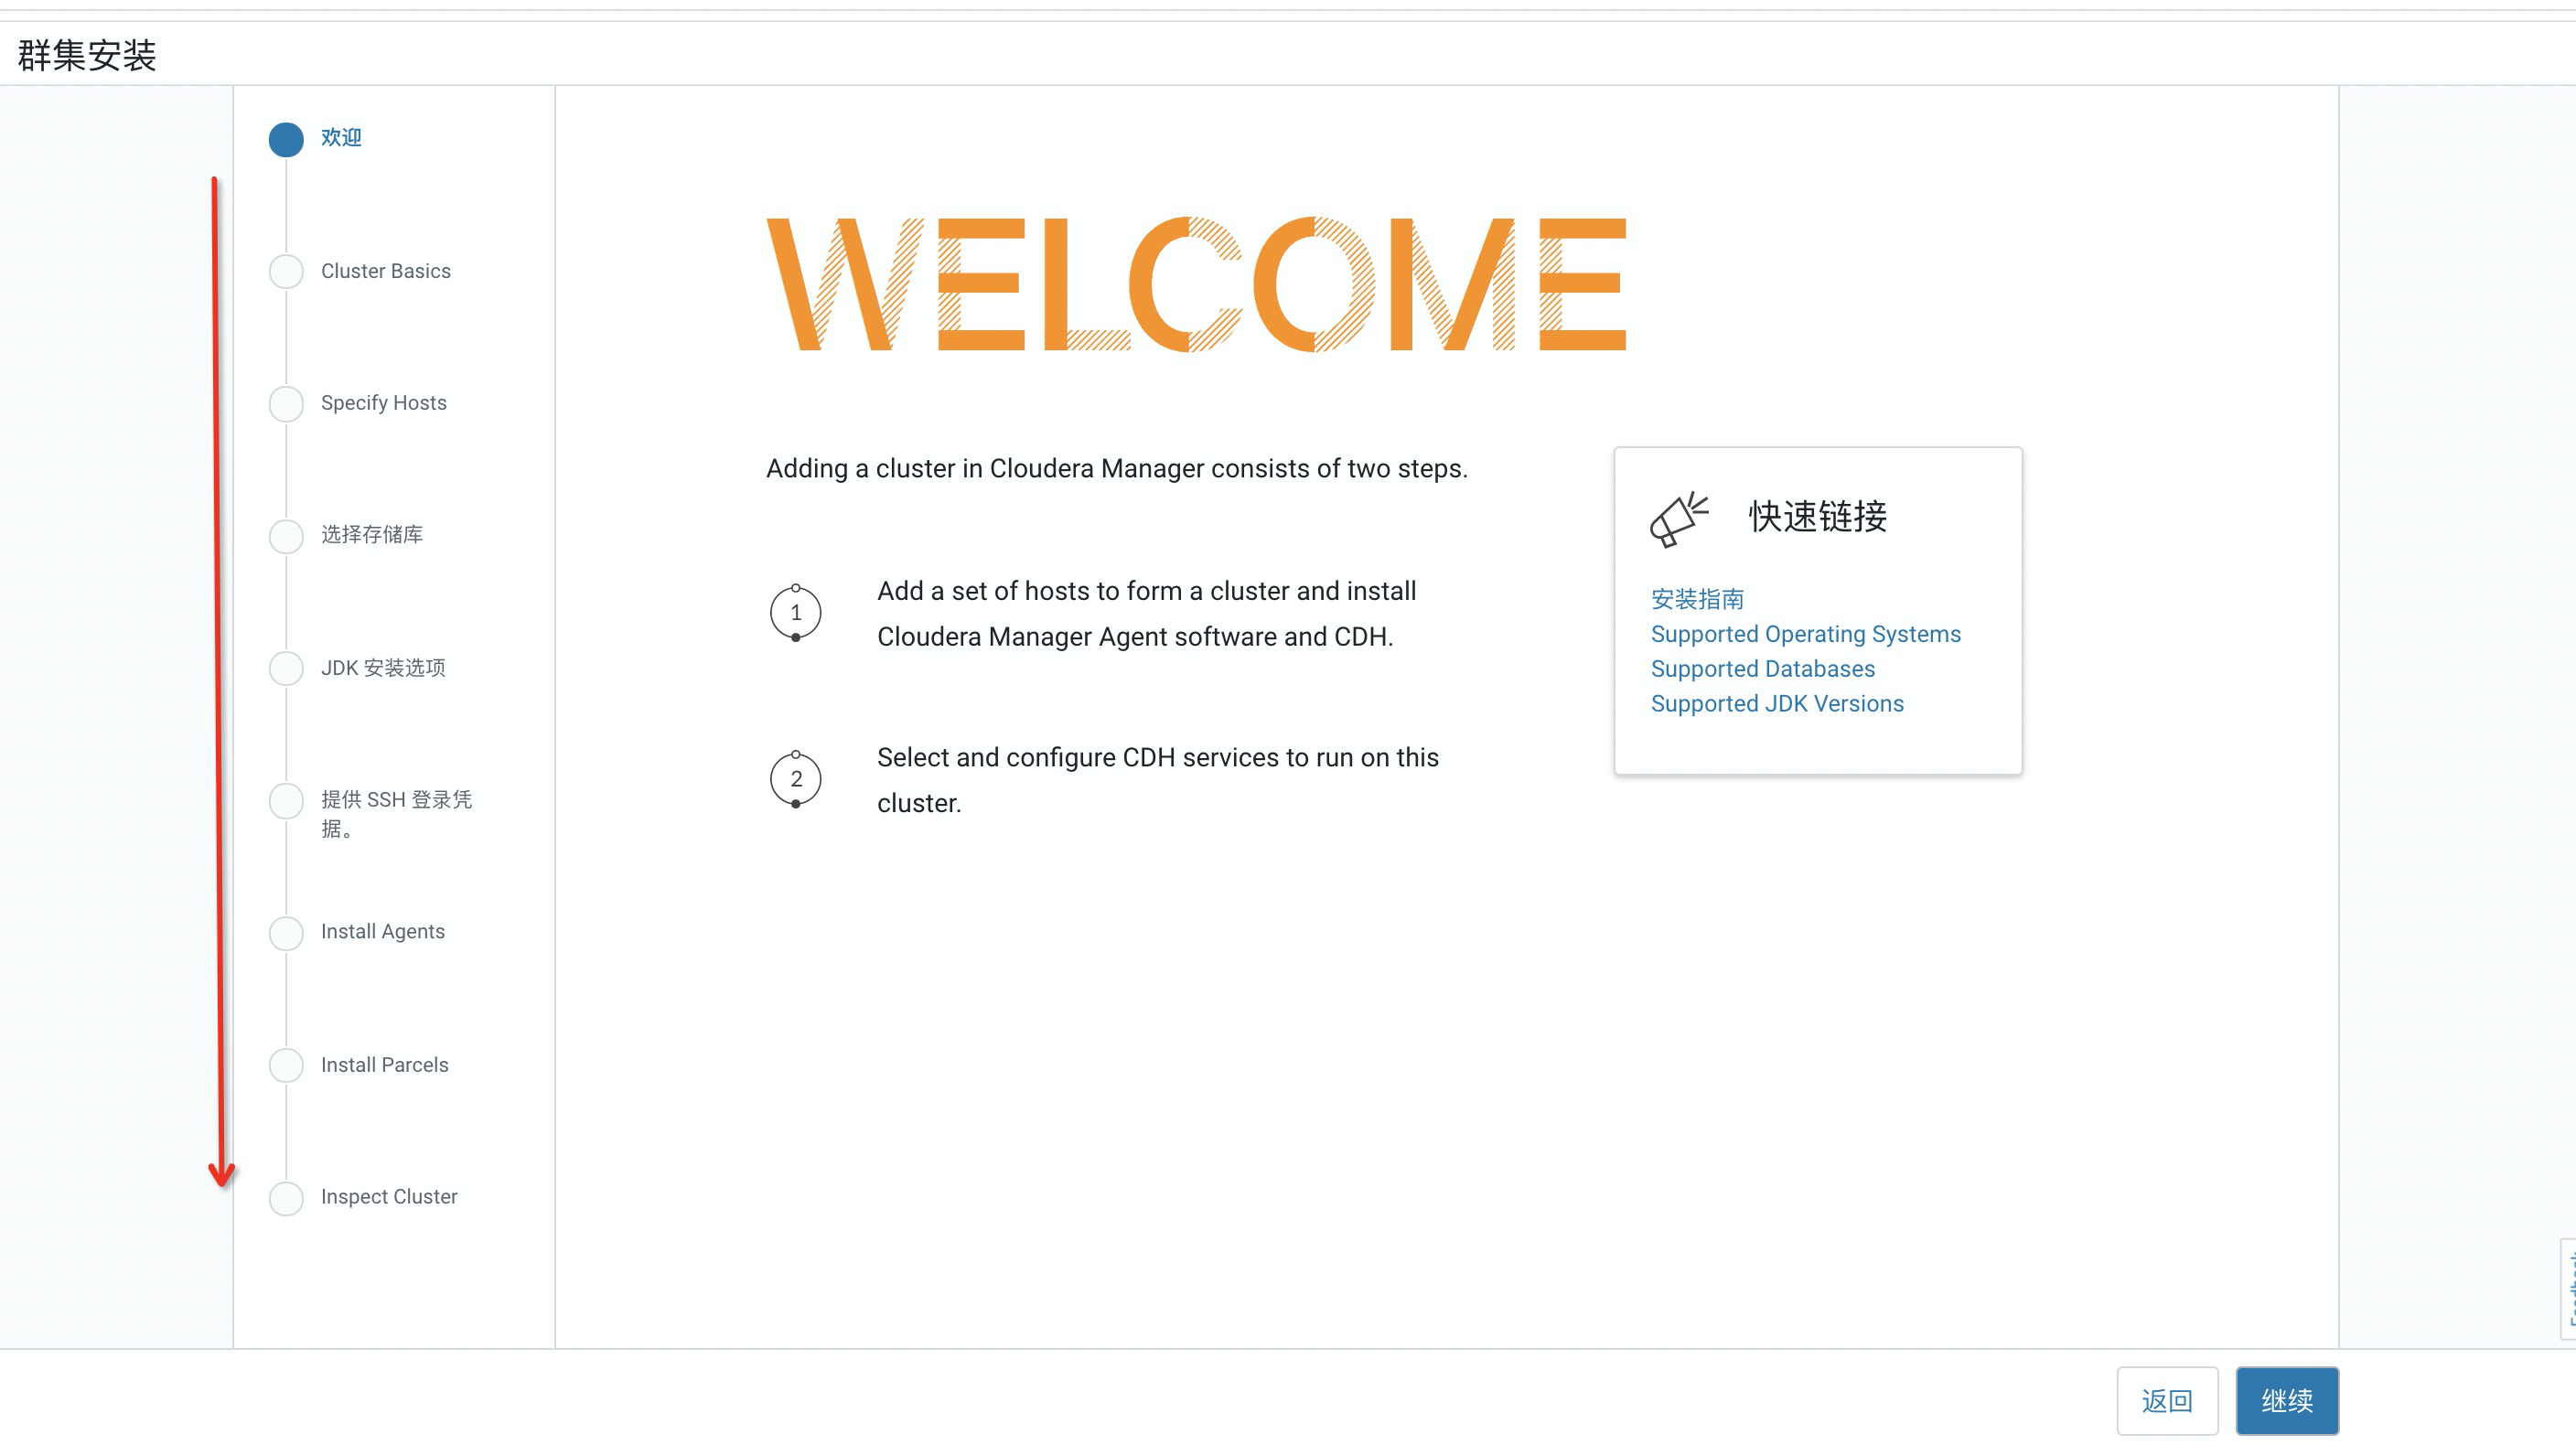 群集安装
欢迎
Cluster Basics
Specify Hosts
选择存储库
JDK 安装选项
提供 SSH 登录凭
据。
Install Agents
Install Parcels
Inspect Cluster
WELCOME
Adding a cluster in Cloudera Manager consists of two steps.
1
Add a set of hosts to form a cluster and install
Cloudera Manager Agent software and CDH.
2
Select and configure CDH services to run on this
cluster.
快速链接
安装指南
Supported Operating Systems
Supported Databases
Supported JDK Versions
Feedback
返回
继续